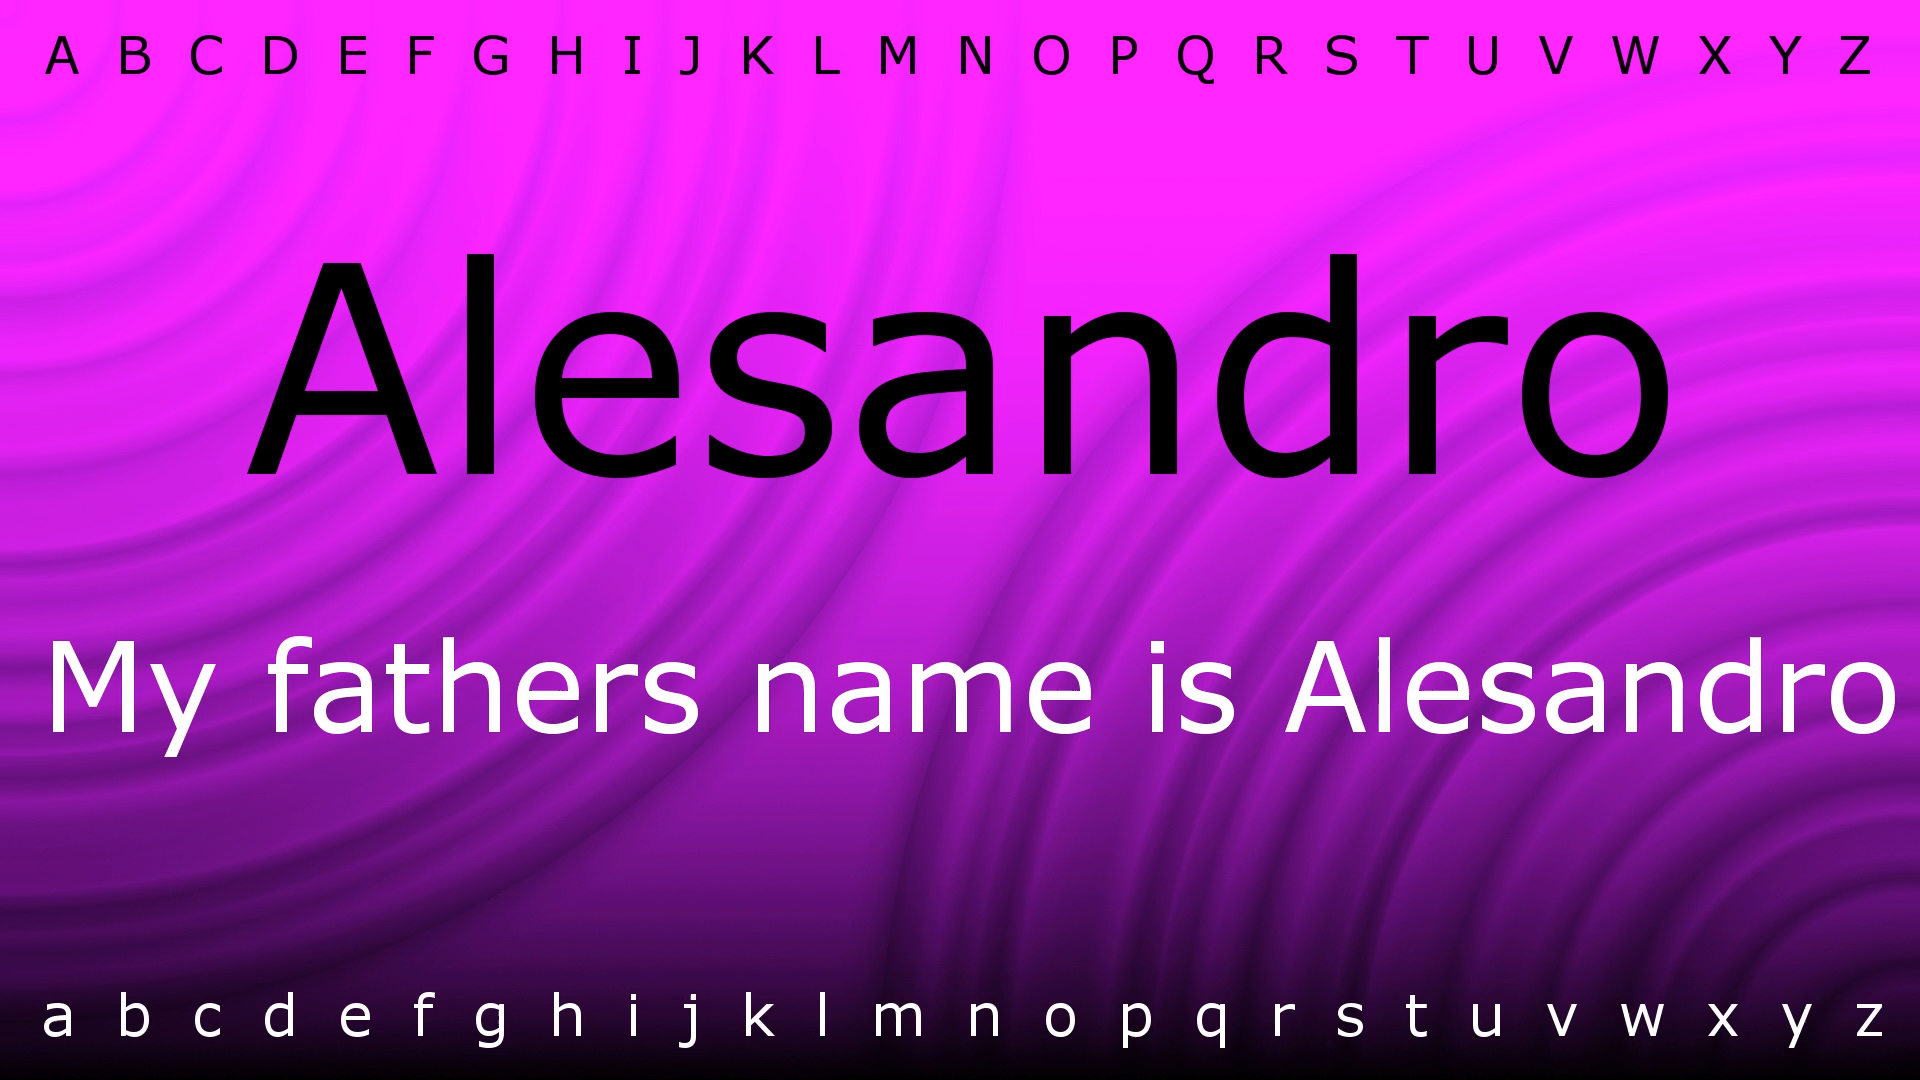 A B C D E F G H I J K L M N O P Q R S T U V W X Y Z
Alesandro
My fathers name is Alesandro
a b c d e f g h i j k l m n o p q r s t u v w x y z